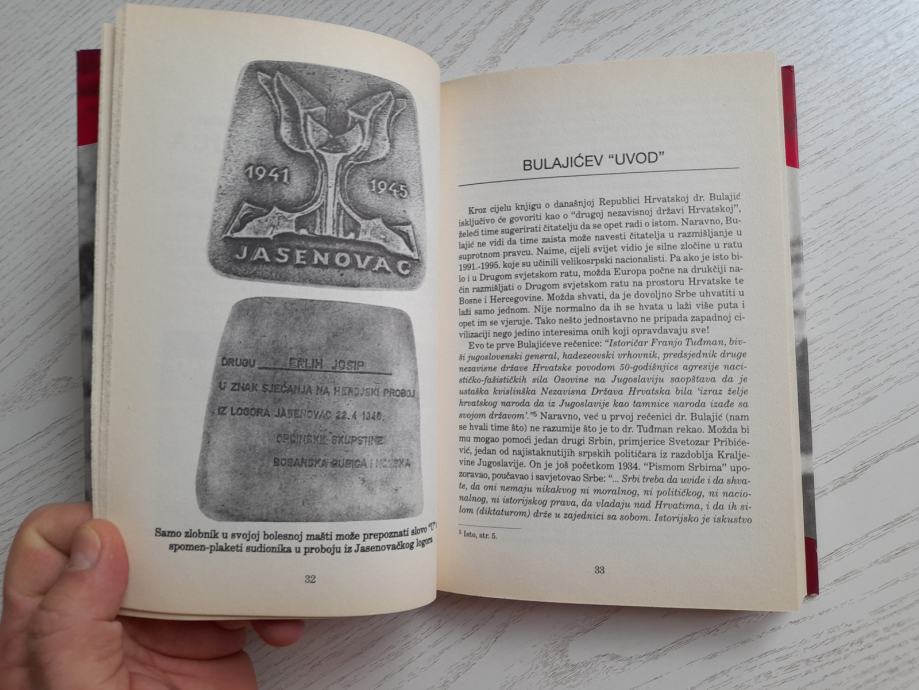 1941
1945
JASENOVAC
DRUGU ERLIH JOSIP
U ZNAK SJEĆANJA NA HEROJSKI PROBOJ
IZ LOGORA JASENOVAC 22.4 1945.
OPĆINSKE SKUPŠTINE
BOSANSKA DUBICA I NOVSKA
Samo zlobnik u svojoj bolesnoj mašti može prepoznati slovo "U"
spomen-plaketi sudionika u proboju iz Jasenovačkog logora
32
BULAJIĆEV "UVOD"
Kroz cijelu knjigu o današnjoj Republici Hrvatskoj dr. Bulajić
isključivo će govoriti kao o "drugoj nezavisnoj državi Hrvatskoj",
želeći time sugerirati čitatelju da se opet radi o istom. Naravno, Bu-
lajić ne vidi da time zaista može navesti čitatelja u razmišljanje u
suprotnom pravcu. Naime, cijeli svijet vidio je silne zločine u ratu
1991.-1995. koje su učinili velikosrpski nacionalisti. Pa ako je isto bi-
lo i u Drugom svjetskom ratu, možda Europa počne na drukčiji na-
čin razmišljati o Drugom svjetskom ratu na prostoru Hrvatske te
Bosne i Hercegovine. Možda shvati, da je dovoljno Srbe uhvatiti u
laži samo jednom. Nije normalno da ih se hvata u laži više puta i
opet im se vjeruje. Tako nešto jednostavno ne pripada zapadnoj ci-
vilizaciji nego jedino interesima onih koji opravdavaju sve!
Evo te prve Bulajićeve rečenice: "Istoričar Franjo Tuđman, biv-
ši jugoslovenski general, hadezeovski vrhovnik, predsjednik druge
nezavisne države Hrvatske povodom 50-godišnjice agresije nacis-
tičko-fašističkih sila Osovine na Jugoslaviju saopštava da je
ustaška kvislinška Nezavisna Država Hrvatska bila 'izraz želje
hrvatskog naroda da iz Jugoslavije kao tamnice naroda izađe sa
svojom državom'."⁵ Naravno, već u prvoj rečenici dr. Bulajić (nam
se hvali time što) ne razumije što je to dr. Tuđman rekao. Možda bi
mu mogao pomoći jedan drugi Srbin, primjerice Svetozar Pribiće-
vić, jedan od najistaknutijih srpskih političara iz razdoblja Kralje-
vine Jugoslavije. On je još početkom 1934. "Pismom Srbima" upo-
zoravao, poučavao i savjetovao Srbe: "... Srbi treba da uvide i da shva-
te, da oni nemaju nikakvog ni moralnog, ni političkog, ni nacio-
nalnog, ni istorijskog prava, da vladaju nad Hrvatima, i da ih si-
lom (diktaturom) drže u zajednici sa sobom. Istorijsko je iskustvo
⁵ Isto, str. 5.
33